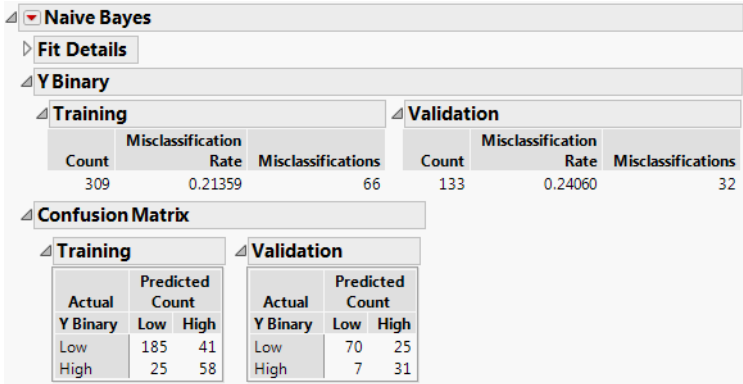 Naive Bayes
Fit Details
Y Binary
Training
Validation
Count Misclassification Rate Misclassifications
309 0.21359 66
Count Misclassification Rate Misclassifications
133 0.24060 32
Confusion Matrix
Training
Validation
Actual Predicted Count
Y Binary Low High
Low 185 41
High 25 58
Actual Predicted Count
Y Binary Low High
Low 70 25
High 7 31